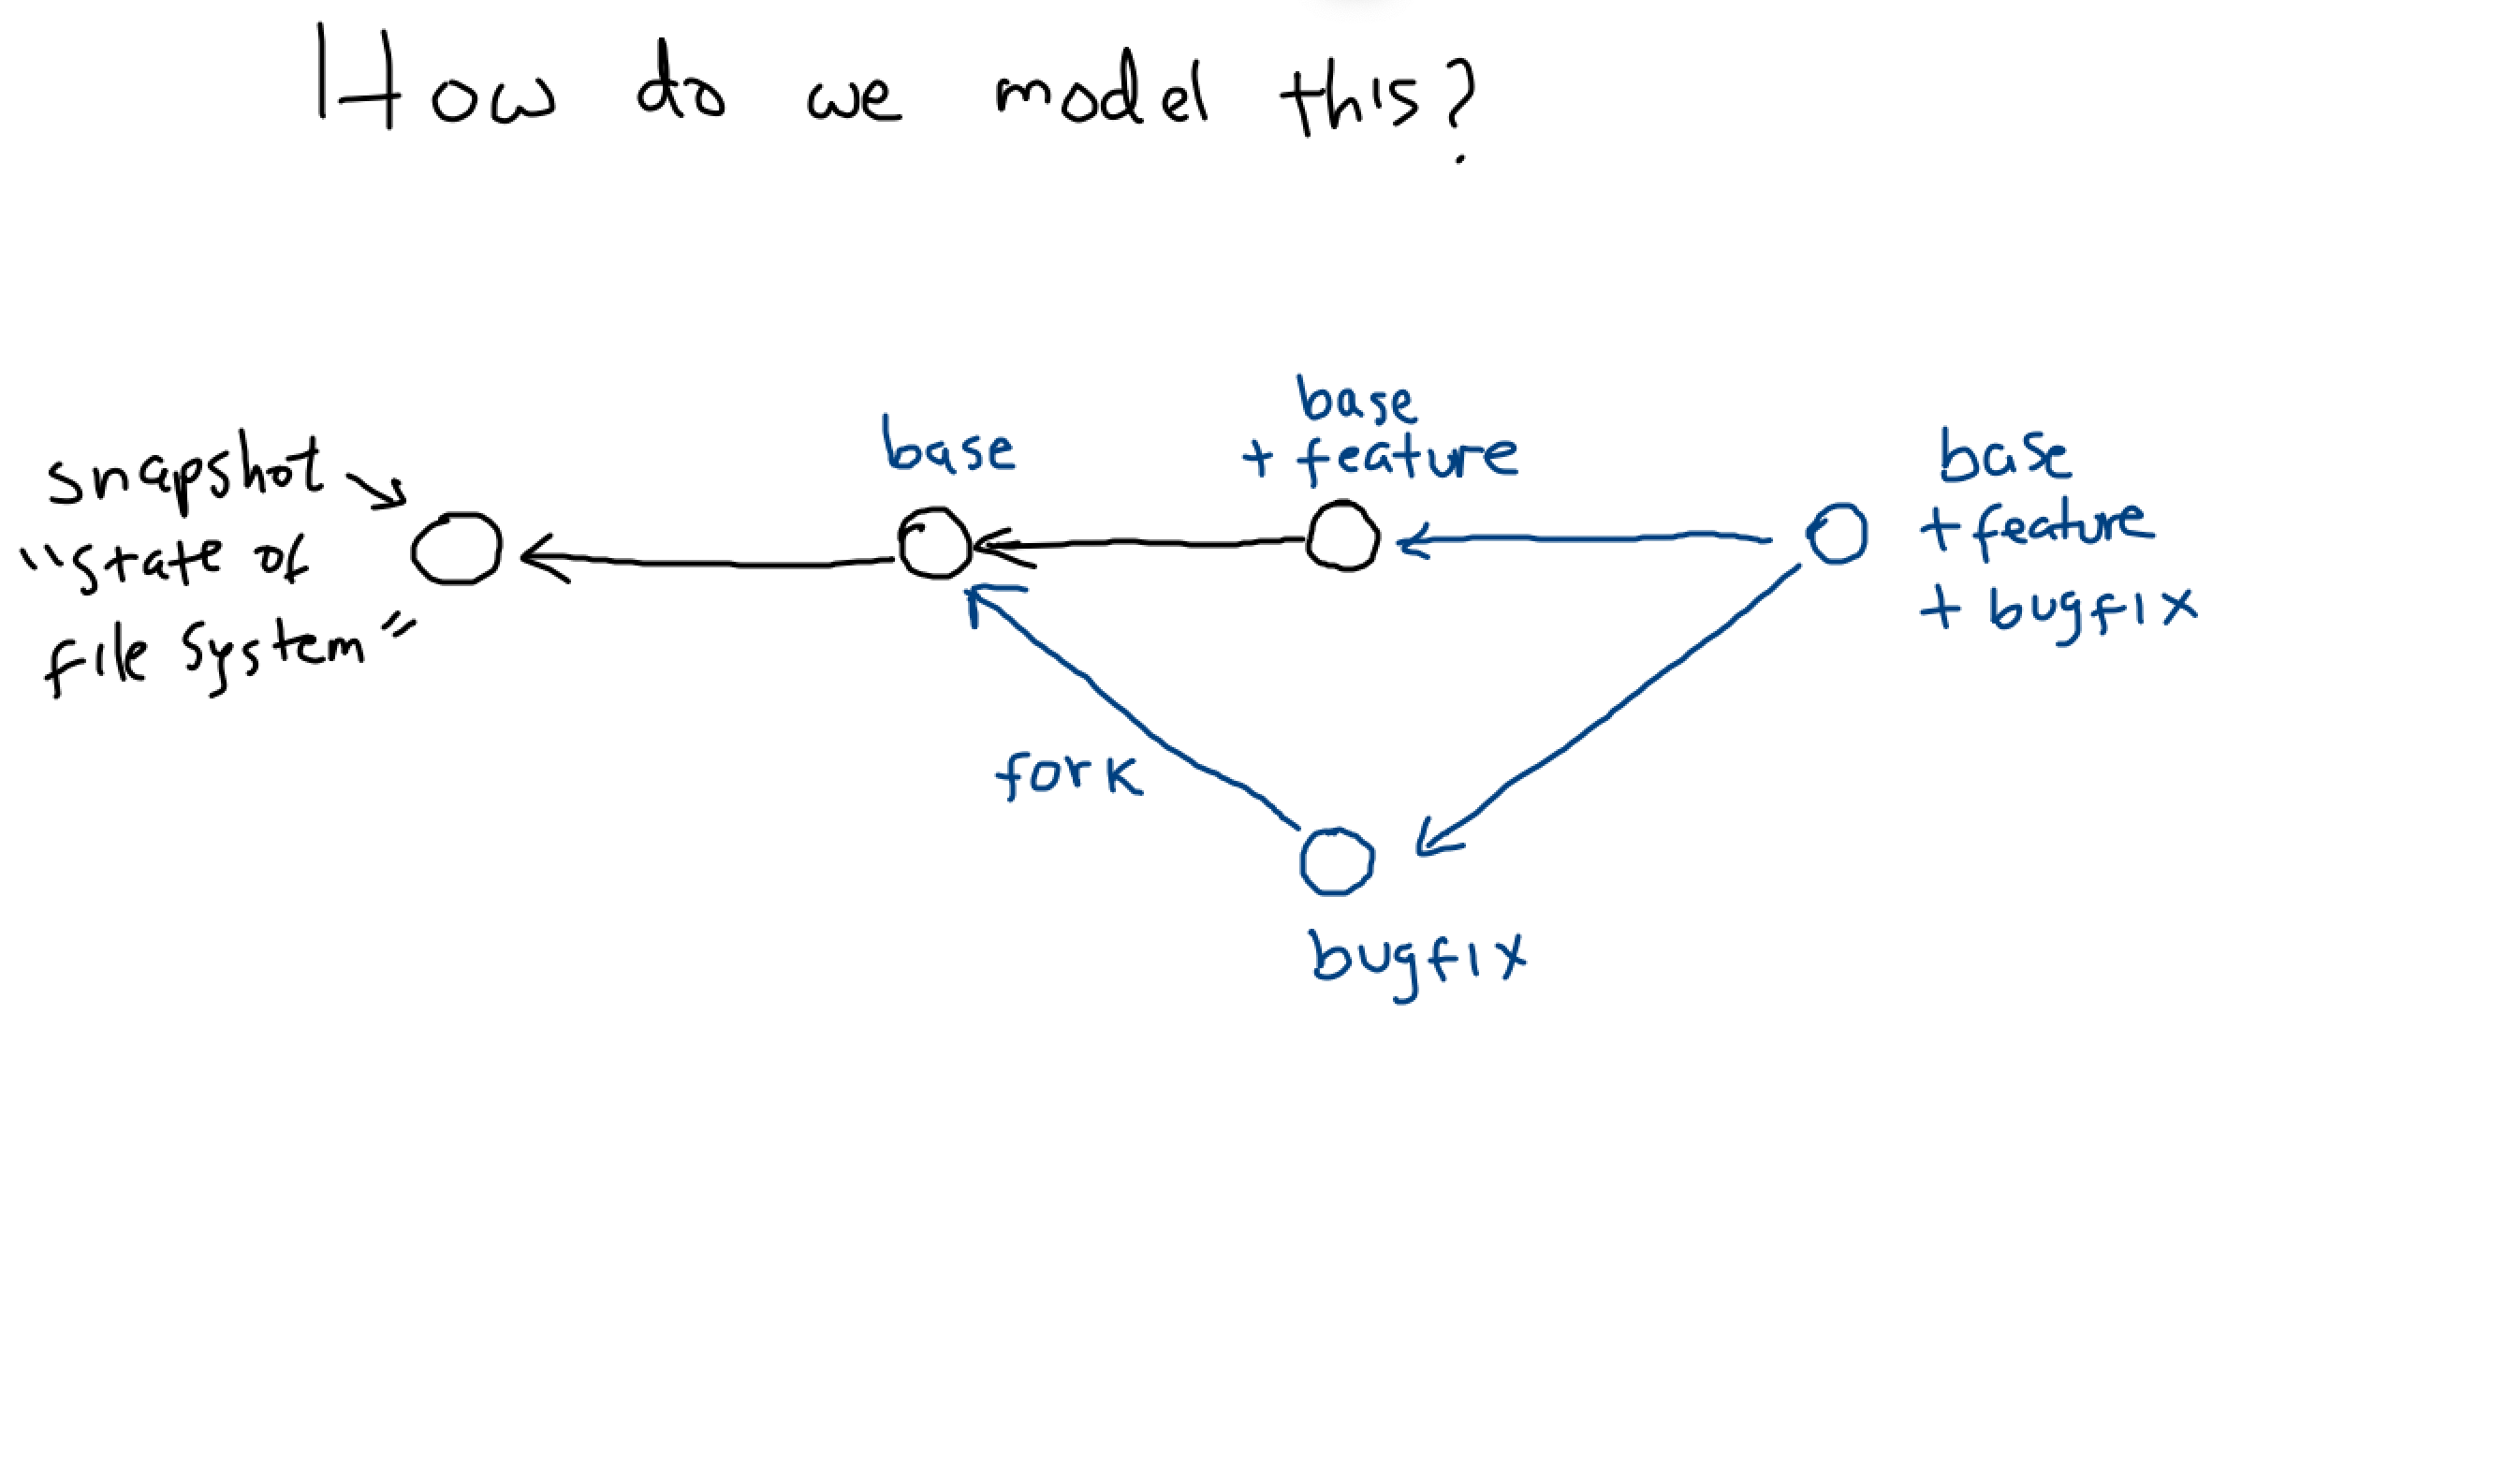 How do we model this?
snapshot
"state of
file system"
base
base
+ feature
base
+ feature
+ bugfix
fork
bugfix